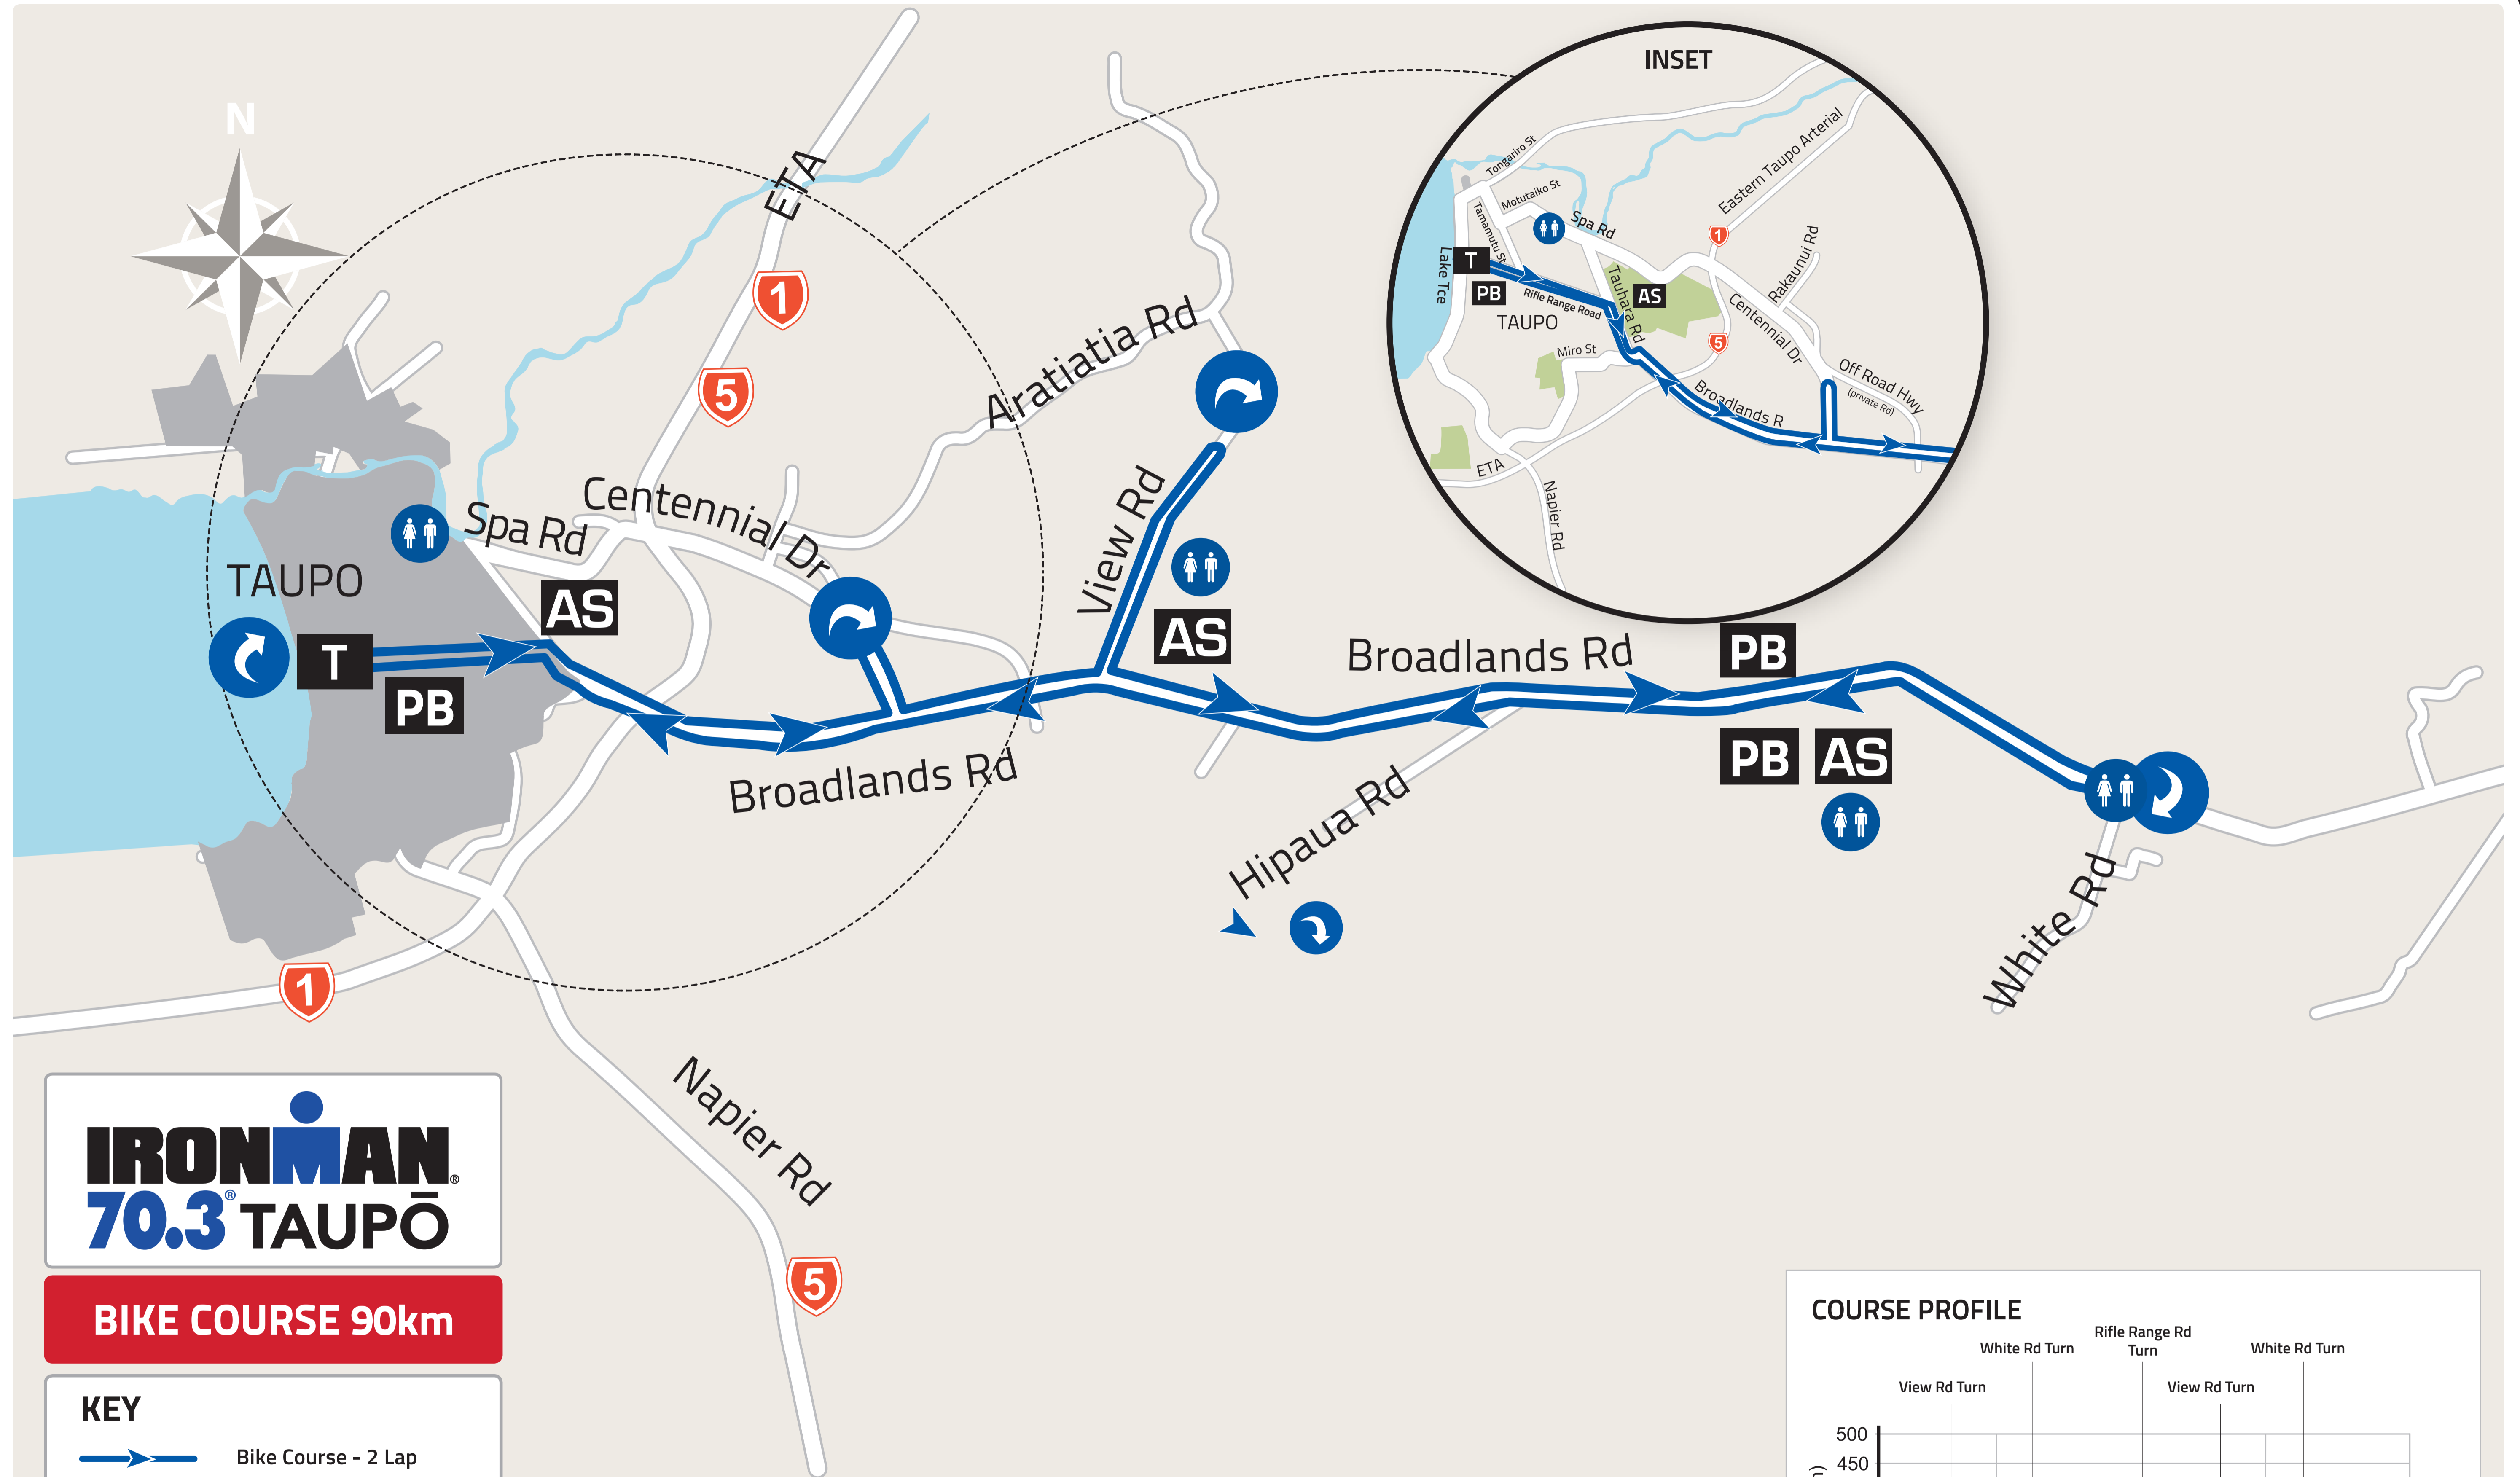 INSET
Tongariro St
Eastern Taupo Arterial
Motutaiko St
Tamamutu St
Spa Rd
1
Rakaunui Rd
Lake Tce
T
PB
Rifle Range Road
TAUPO
Tauhara Rd
AS
Centennial Dr
5
Miro St
Off Road Hwy
(private Rd)
Broadlands R
ETA
Napier Rd
N
ETA
1
5
Aratiatia Rd
Centennial Dr
Spa Rd
View Rd
TAUPO
AS
T
PB
AS
Broadlands Rd
PB
Broadlands Rd
PB
AS
Hipaua Rd
White Rd
1
Napier Rd
5
IRONMAN®
70.3® TAUPŌ
BIKE COURSE 90km
KEY
Bike Course - 2 Lap
COURSE PROFILE
Rifle Range Rd
Turn
White Rd Turn
White Rd Turn
View Rd Turn
View Rd Turn
500
450